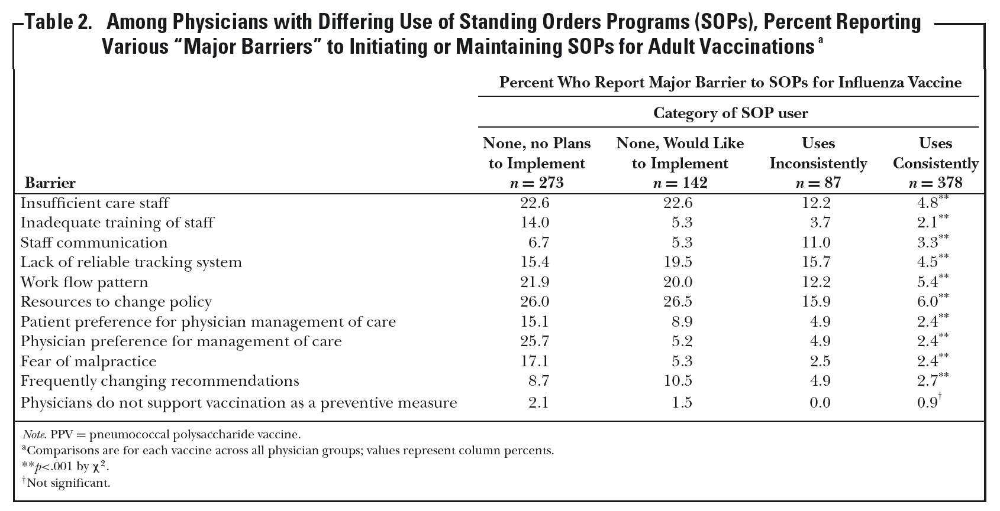 Table 2. Among Physicians with Differing Use of Standing Orders Programs (SOPs), Percent Reporting
Various “Major Barriers” to Initiating or Maintaining SOPs for Adult Vaccinations a
Percent Who Report Major Barrier to SOPs for Influenza Vaccine
Category of SOP user
None, no Plans None, Would Like Uses Uses
to Implement to Implement Inconsistently Consistently
Barrier n = 273 n = 142 n = 87 n = 378
Insufficient care staff 22.6 22.6 12.2 4.8**
Inadequate training of staff 14.0 5.3 3.7 2.1**
Staff communication 6.7 5.3 11.0 3.3**
Lack of reliable tracking system 15.4 19.5 15.7 4.5**
Work flow pattern 21.9 20.0 12.2 5.4**
Resources to change policy 26.0 26.5 15.9 6.0**
Patient preference for physician management of care 15.1 8.9 4.9 2.4**
Physician preference for management of care 25.7 5.2 4.9 2.4**
Fear of malpractice 17.1 5.3 2.5 2.4**
Frequently changing recommendations 8.7 10.5 4.9 2.7**
Physicians do not support vaccination as a preventive measure 2.1 1.5 0.0 0.9†
Note. PPV = pneumococcal polysaccharide vaccine.
aComparisons are for each vaccine across all physician groups; values represent column percents.
**p<.001 by χ2.
†Not significant.